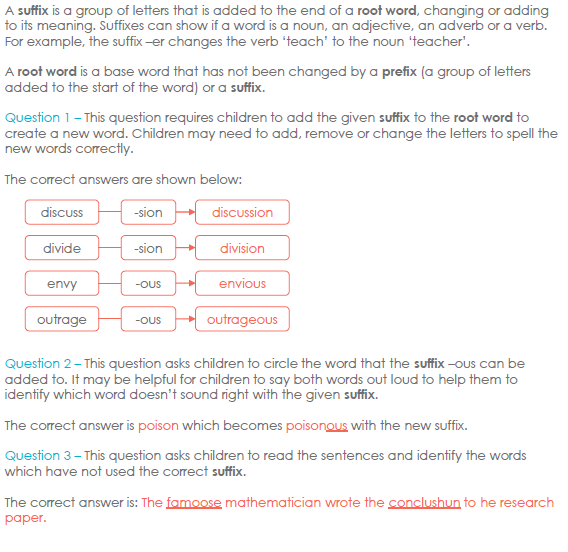 A suffix is a group of letters that is added to the end of a root word, changing or adding
to its meaning. Suffixes can show if a word is a noun, an adjective, an adverb or a verb.
For example, the suffix –er changes the verb ‘teach’ to the noun ‘teacher’.
A root word is a base word that has not been changed by a prefix (a group of letters
added to the start of the word) or a suffix.
Question 1 – This question requires children to add the given suffix to the root word to
create a new word. Children may need to add, remove or change the letters to spell the
new words correctly.
The correct answers are shown below:
discuss -sion discussion
divide -sion division
envy -ous envious
outrage -ous outrageous
Question 2 – This question asks children to circle the word that the suffix –ous can be
added to. It may be helpful for children to say both words out loud to help them to
identify which word doesn’t sound right with the given suffix.
The correct answer is poison which becomes poisonous with the new suffix.
Question 3 – This question asks children to read the sentences and identify the words
which have not used the correct suffix.
The correct answer is: The famoose mathematician wrote the conclushun to he research
paper.